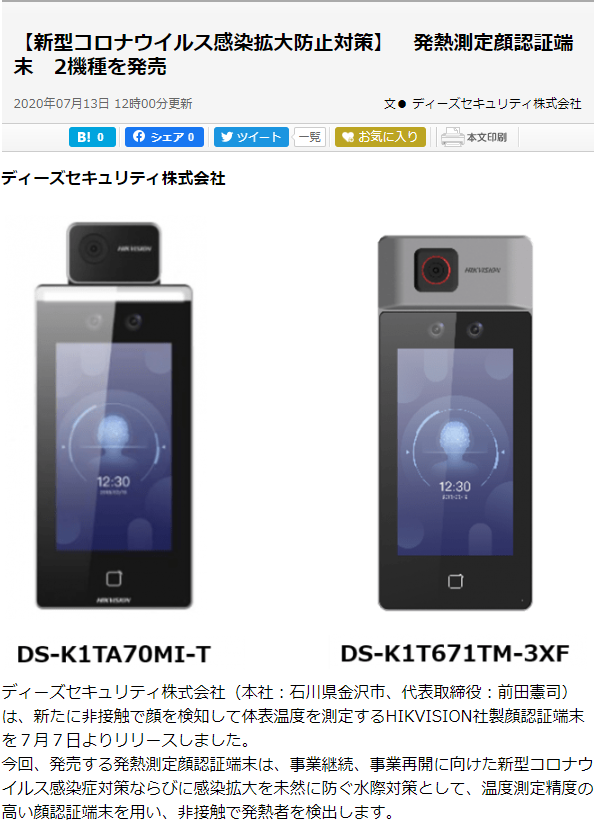 【新型コロナウイルス感染拡大防止対策】　発熱測定顔認証端
末　2機種を発売
2020年07月13日 12時00分更新
文● ディーズセキュリティ株式会社
B! 0 シェア 0 ツイート 一覧 お気に入り 本文印刷
ディーズセキュリティ株式会社
HIKVISION
HIKVISION
12:30
12:30
HIKVISION
DS-K1TA70MI-T
DS-K1T671TM-3XF
ディーズセキュリティ株式会社（本社：石川県金沢市、代表取締役：前田憲司）
は、新たに非接触で顔を検知して体表温度を測定するHIKVISION社製顔認証端末
を７月７日よりリリースしました。
今回、発売する発熱測定顔認証端末は、事業継続、事業再開に向けた新型コロナウ
イルス感染症対策ならびに感染拡大を未然に防ぐ水際対策として、温度測定精度の
高い顔認証端末を用い、非接触で発熱者を検出します。